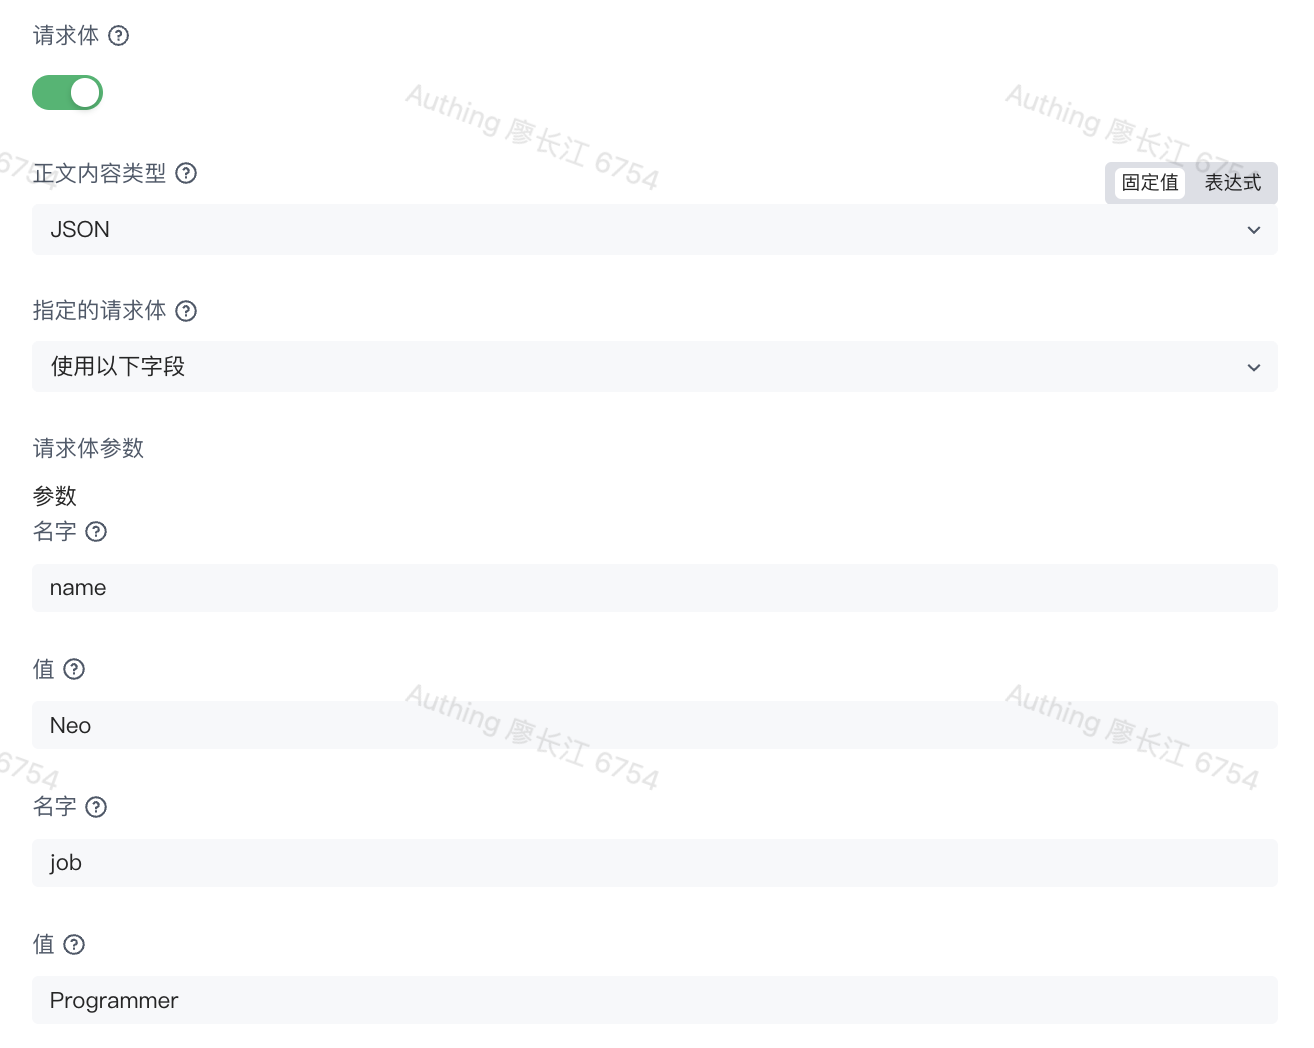 请求体
Authing 廖长江 6754
Authing 廖长江 6754
6754
正文内容类型
固定值 表达式
JSON
指定的请求体
使用以下字段
请求体参数
参数
名字
name
值
Neo
Authing 廖长江 6754
Authing 廖长江 6754
6754
名字
job
值
Programmer